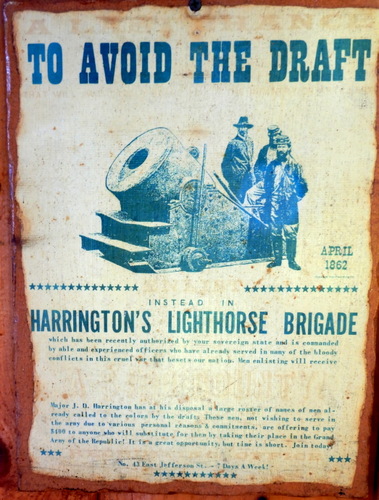 TO AVOID THE DRAFT
APRIL
1862
INSTEAD IN
HARRINGTON'S LIGHTHORSE BRIGADE
which has been recently authorized by your sovereign state and is commanded
by able and experienced officers who have already served in many of the bloody
conflicts in this cruel war that besets our nation. Men enlisting will receive
Major J. D. Harrington has at his disposal a large roster of names of men al-
ready called to the colors by the draft. These men, not wishing to serve in
the army due to various personal reasons & comitments, are offering to pay
$400 to anyone who will substitute for them by taking their place in the Grand
Army of the Republic! It is a great opportunity, but time is short. Join today!
No. 43 East Jefferson St. - 7 Days A Week!